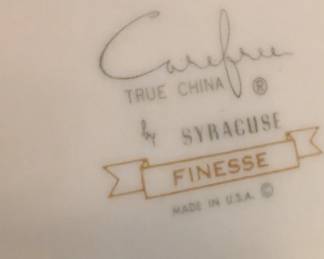 Carefree
TRUE CHINA ®
by SYRACUSE
FINESSE
MADE IN U.S.A. ©